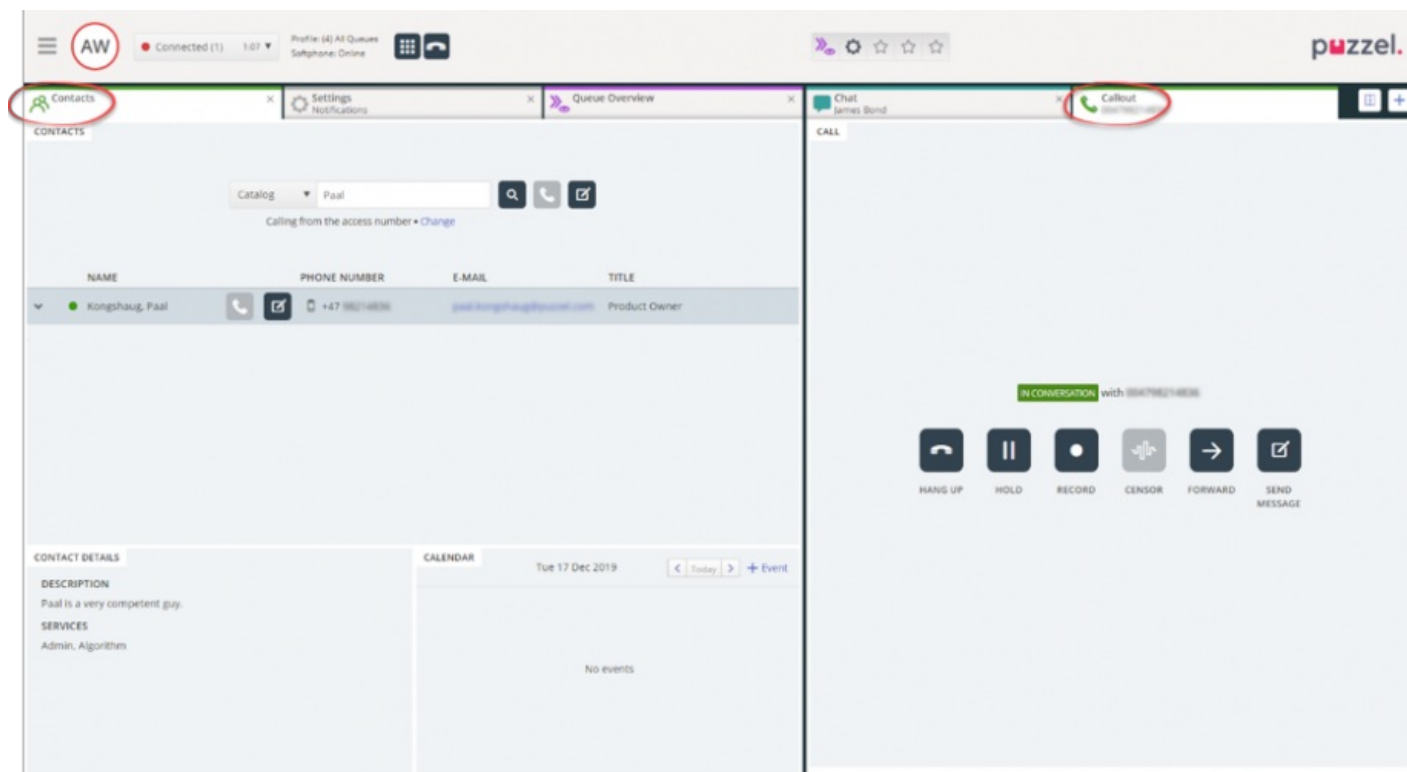 AW
Connected (1) 1:07
Profile: (4) All Queues
Softphone: Online
puzzel.
Contacts
Settings
Notifications
Queue Overview
Chat
James Bond
Callout
CONTACTS
CALL
Catalog Paal
Calling from the access number • Change
NAME PHONE NUMBER E-MAIL TITLE
Kongshaug, Paal +47 Product Owner
IN CONVERSATION with
HANG UP HOLD RECORD CENSOR FORWARD SEND MESSAGE
CONTACT DETAILS
DESCRIPTION
Paal is a very competent guy.
SERVICES
Admin, Algorithm
CALENDAR
Tue 17 Dec 2019 < Today > + Event
No events